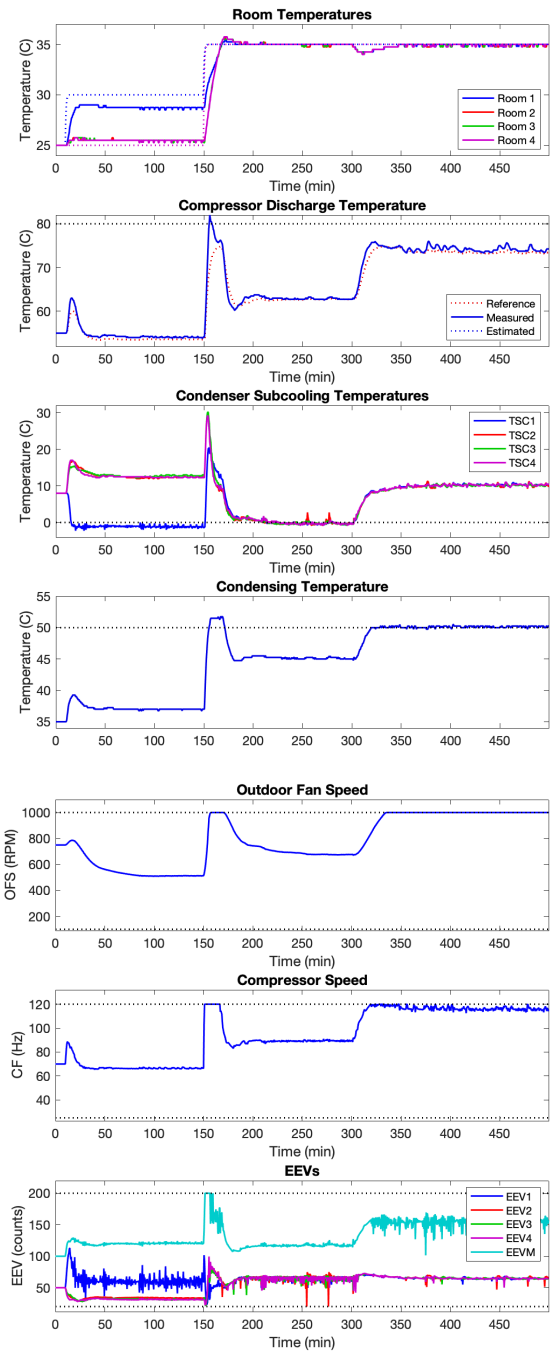 Room Temperatures
Temperature (C)
35
30
25
0 50 100 150 200 250 300 350 400 450
Time (min)
Room 1
Room 2
Room 3
Room 4
Compressor Discharge Temperature
Temperature (C)
80
70
60
0 50 100 150 200 250 300 350 400 450
Time (min)
Reference
Measured
Estimated
Condenser Subcooling Temperatures
Temperature (C)
30
20
10
0
0 50 100 150 200 250 300 350 400 450
Time (min)
TSC1
TSC2
TSC3
TSC4
Condensing Temperature
Temperature (C)
55
50
45
40
35
0 50 100 150 200 250 300 350 400 450
Time (min)
Outdoor Fan Speed
OFS (RPM)
1000
800
600
400
200
0 50 100 150 200 250 300 350 400 450
Time (min)
Compressor Speed
CF (Hz)
120
100
80
60
40
0 50 100 150 200 250 300 350 400 450
Time (min)
EEVs
EEV (counts)
200
150
100
50
0 50 100 150 200 250 300 350 400 450
Time (min)
EEV1
EEV2
EEV3
EEV4
EEVM